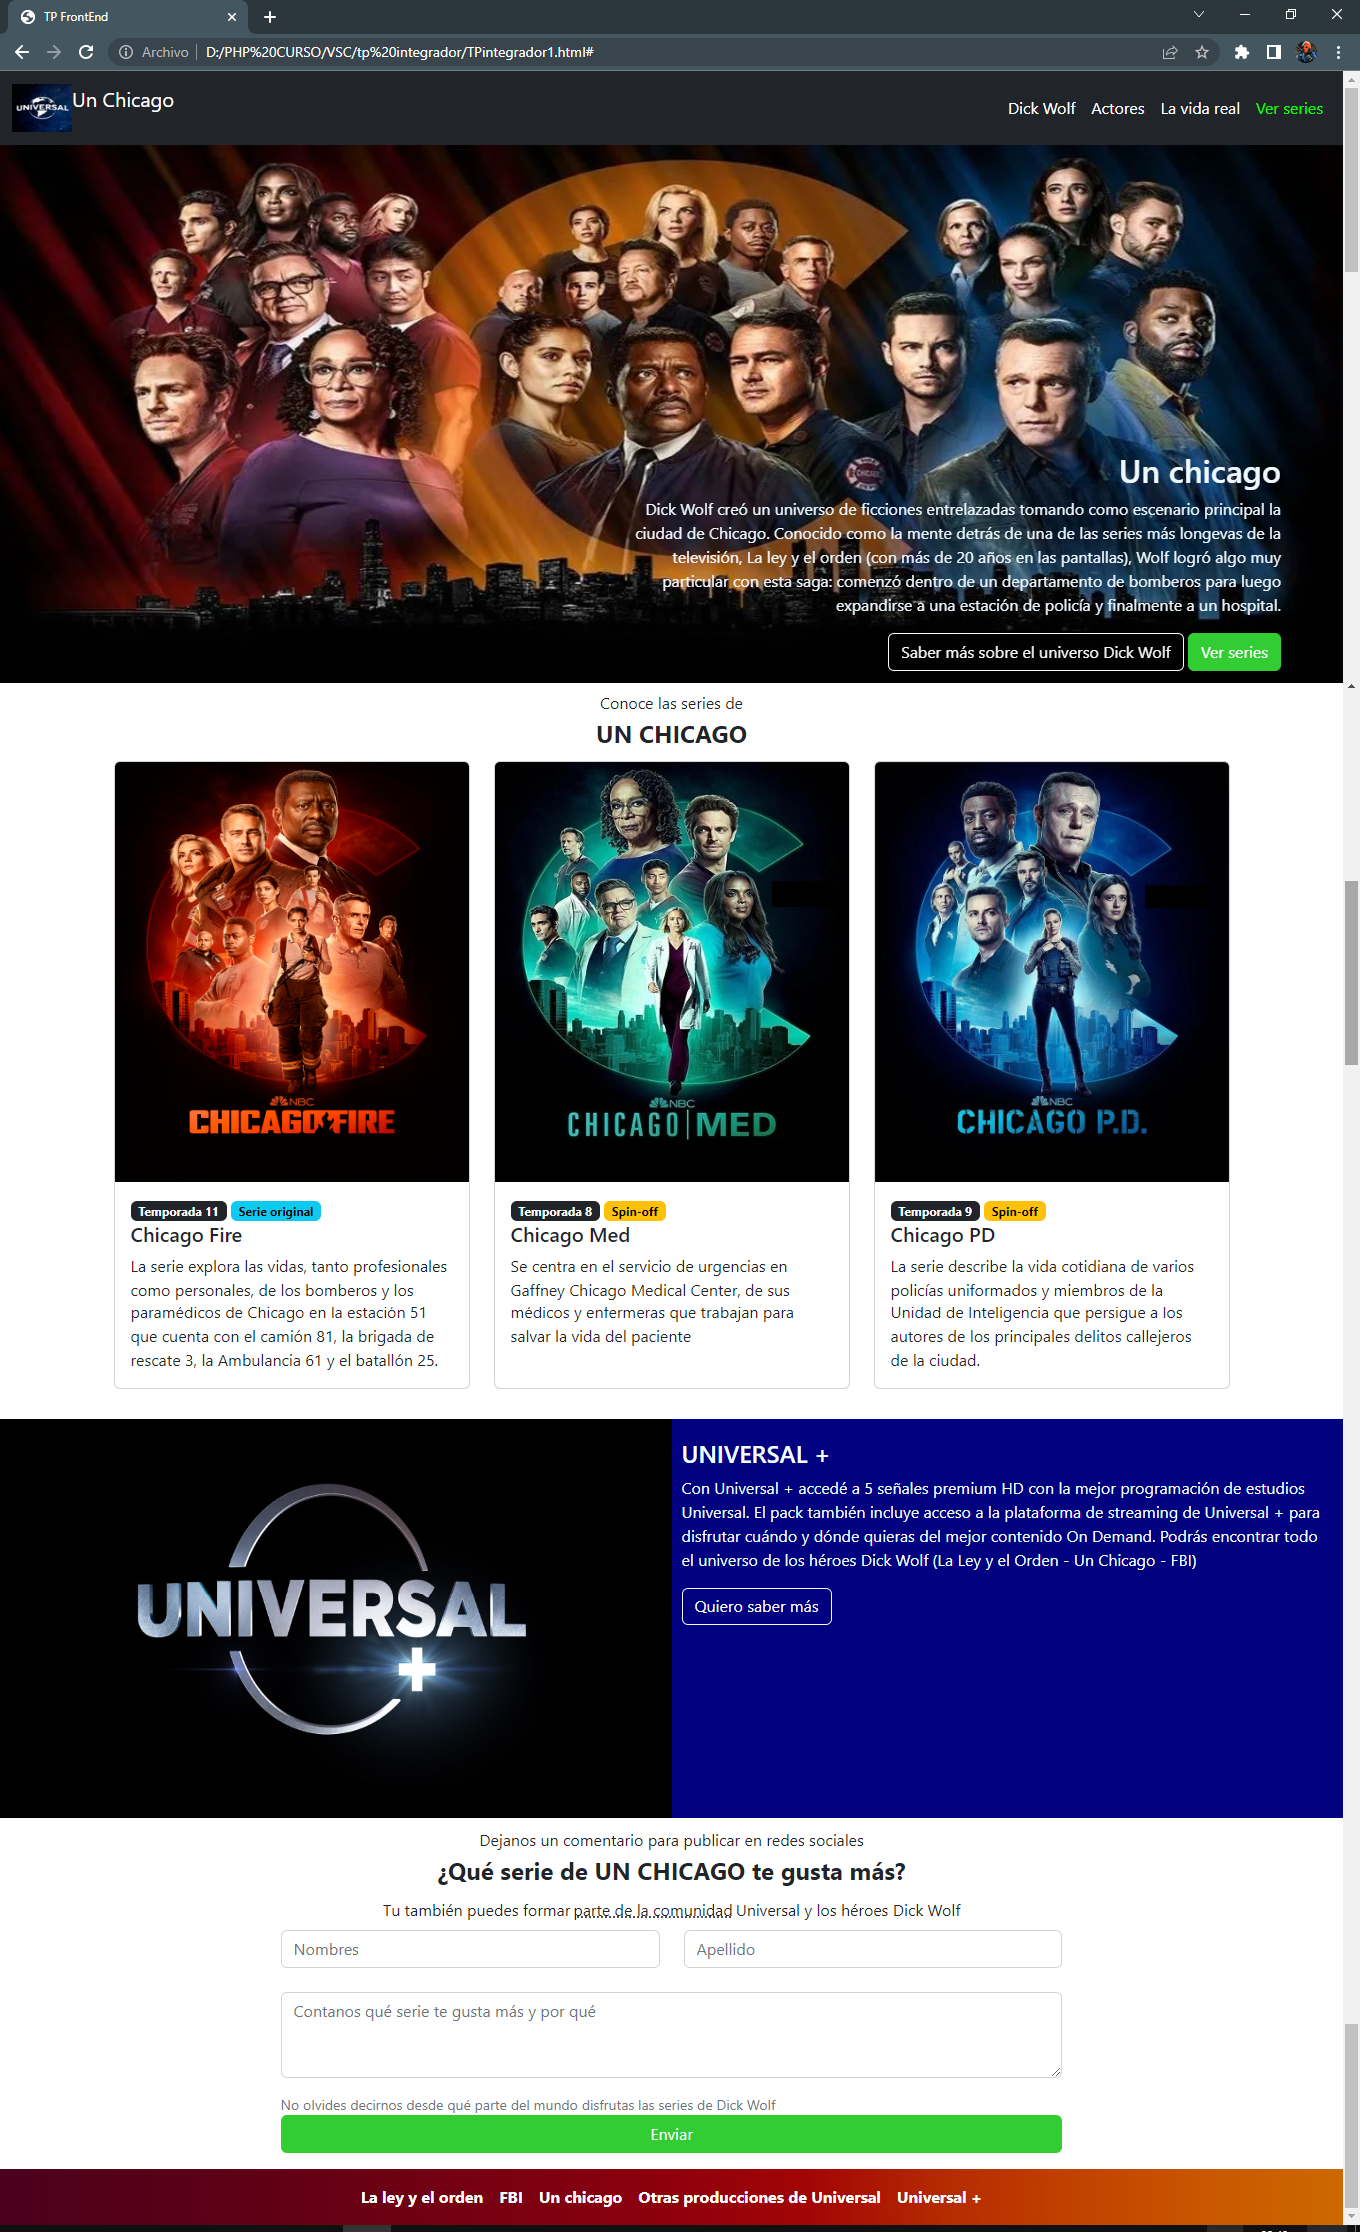 TP FrontEnd
Archivo | D:/PHP%20CURSO/VSC/tp%20integrador/TPintegrador1.html#
UNIVERSAL
Un Chicago
Dick Wolf Actores La vida real Ver series
Un chicago
Dick Wolf creó un universo de ficciones entrelazadas tomando como escenario principal la
ciudad de Chicago. Conocido como la mente detrás de una de las series más longevas de la
televisión, La ley y el orden (con más de 20 años en las pantallas), Wolf logró algo muy
particular con esta saga: comenzó dentro de un departamento de bomberos para luego
expandirse a una estación de policía y finalmente a un hospital.
Saber más sobre el universo Dick Wolf Ver series
Conoce las series de
UN CHICAGO
NBC
CHICAGO FIRE
NBC
CHICAGO|MED
NBC
CHICAGO P.D.
Temporada 11 Serie original
Chicago Fire
La serie explora las vidas, tanto profesionales
como personales, de los bomberos y los
paramédicos de Chicago en la estación 51
que cuenta con el camión 81, la brigada de
rescate 3, la Ambulancia 61 y el batallón 25.
Temporada 8 Spin-off
Chicago Med
Se centra en el servicio de urgencias en
Gaffney Chicago Medical Center, de sus
médicos y enfermeras que trabajan para
salvar la vida del paciente
Temporada 9 Spin-off
Chicago PD
La serie describe la vida cotidiana de varios
policías uniformados y miembros de la
Unidad de Inteligencia que persigue a los
autores de los principales delitos callejeros
de la ciudad.
UNIVERSAL
+
UNIVERSAL +
Con Universal + accedé a 5 señales premium HD con la mejor programación de estudios
Universal. El pack también incluye acceso a la plataforma de streaming de Universal + para
disfrutar cuándo y dónde quieras del mejor contenido On Demand. Podrás encontrar todo
el universo de los héroes Dick Wolf (La Ley y el Orden - Un Chicago - FBI)
Quiero saber más
Dejanos un comentario para publicar en redes sociales
¿Qué serie de UN CHICAGO te gusta más?
Tu también puedes formar parte de la comunidad Universal y los héroes Dick Wolf
Nombres
Apellido
Contanos qué serie te gusta más y por qué
No olvides decirnos desde qué parte del mundo disfrutas las series de Dick Wolf
Enviar
La ley y el orden FBI Un chicago Otras producciones de Universal Universal +